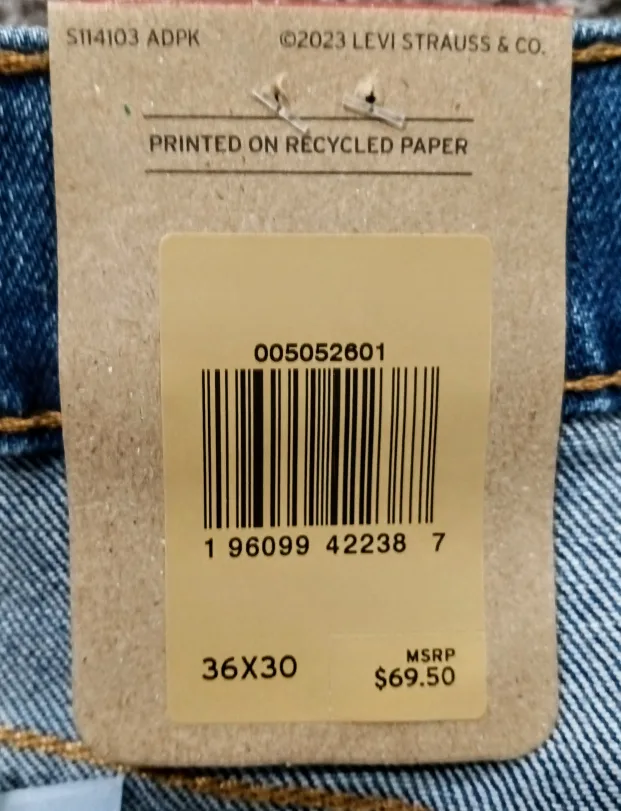 S114103 ADPK ©2023 LEVI STRAUSS & CO.
PRINTED ON RECYCLED PAPER
005052601
1 96099 42238 7
36X30
MSRP
$69.50